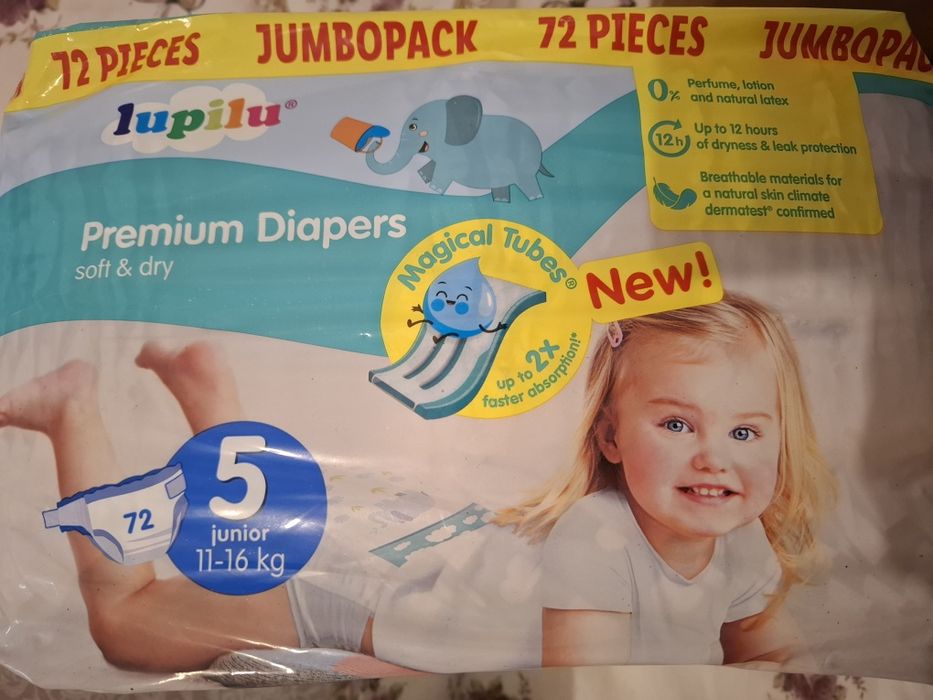 72 PIECES JUMBOPACK 72 PIECES JUMBOPA
lupilu®
0%
Perfume, lotion
and natural latex
12h
Up to 12 hours
of dryness & leak protection
Breathable materials for
a natural skin climate
dermatest® confirmed
Premium Diapers
soft & dry
Magical Tubes®
New!
up to 2x
faster absorption!*
5
72
junior
11-16 kg